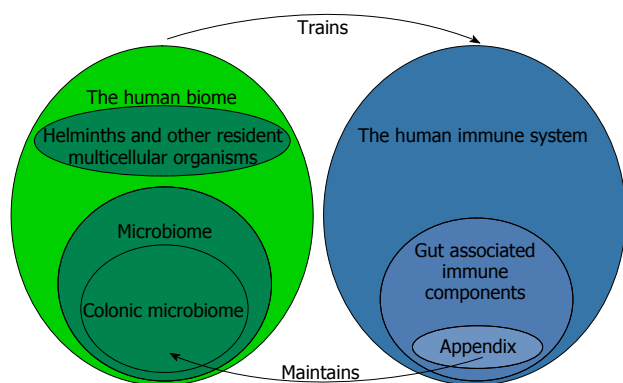 Trains
The human biome
Helminths and other resident
multicellular organisms
Microbiome
Colonic microbiome
The human immune system
Gut associated
immune
components
Appendix
Maintains